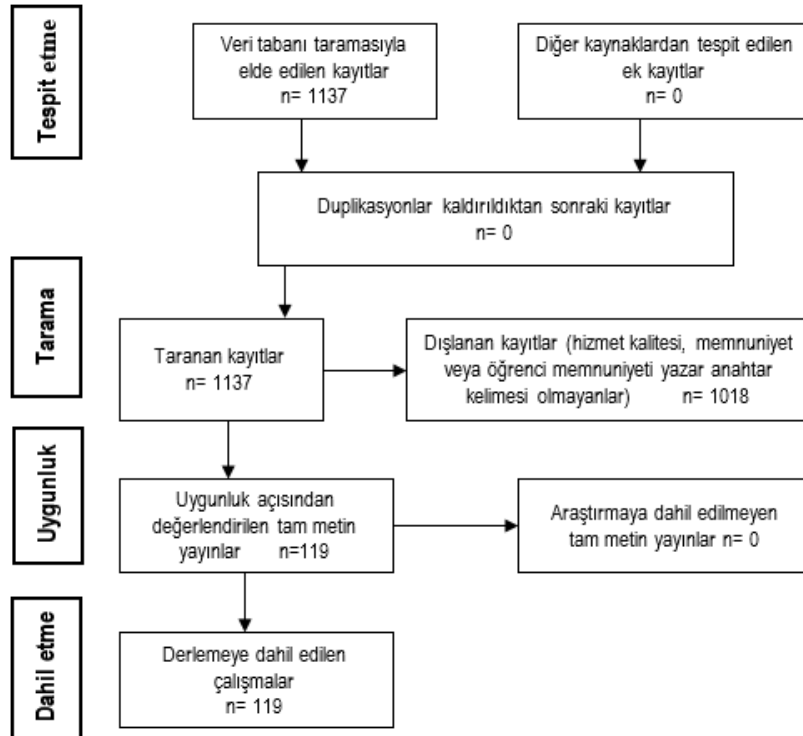 Tespit etme
Veri tabanı taramasıyla
elde edilen kayıtlar
n= 1137
Diğer kaynaklardan tespit edilen
ek kayıtlar
n= 0
Duplikasyonlar kaldırıldıktan sonraki kayıtlar
n= 0
Tarama
Taranan kayıtlar
n= 1137
Dışlanan kayıtlar (hizmet kalitesi, memnuniyet
veya öğrenci memnuniyeti yazar anahtar
kelimesi olmayanlar) n= 1018
Uygunluk
Uygunluk açısından
değerlendirilen tam metin
yayınlar n=119
Araştırmaya dahil edilmeyen
tam metin yayınlar n= 0
Dahil etme
Derlemeye dahil edilen
çalışmalar
n= 119